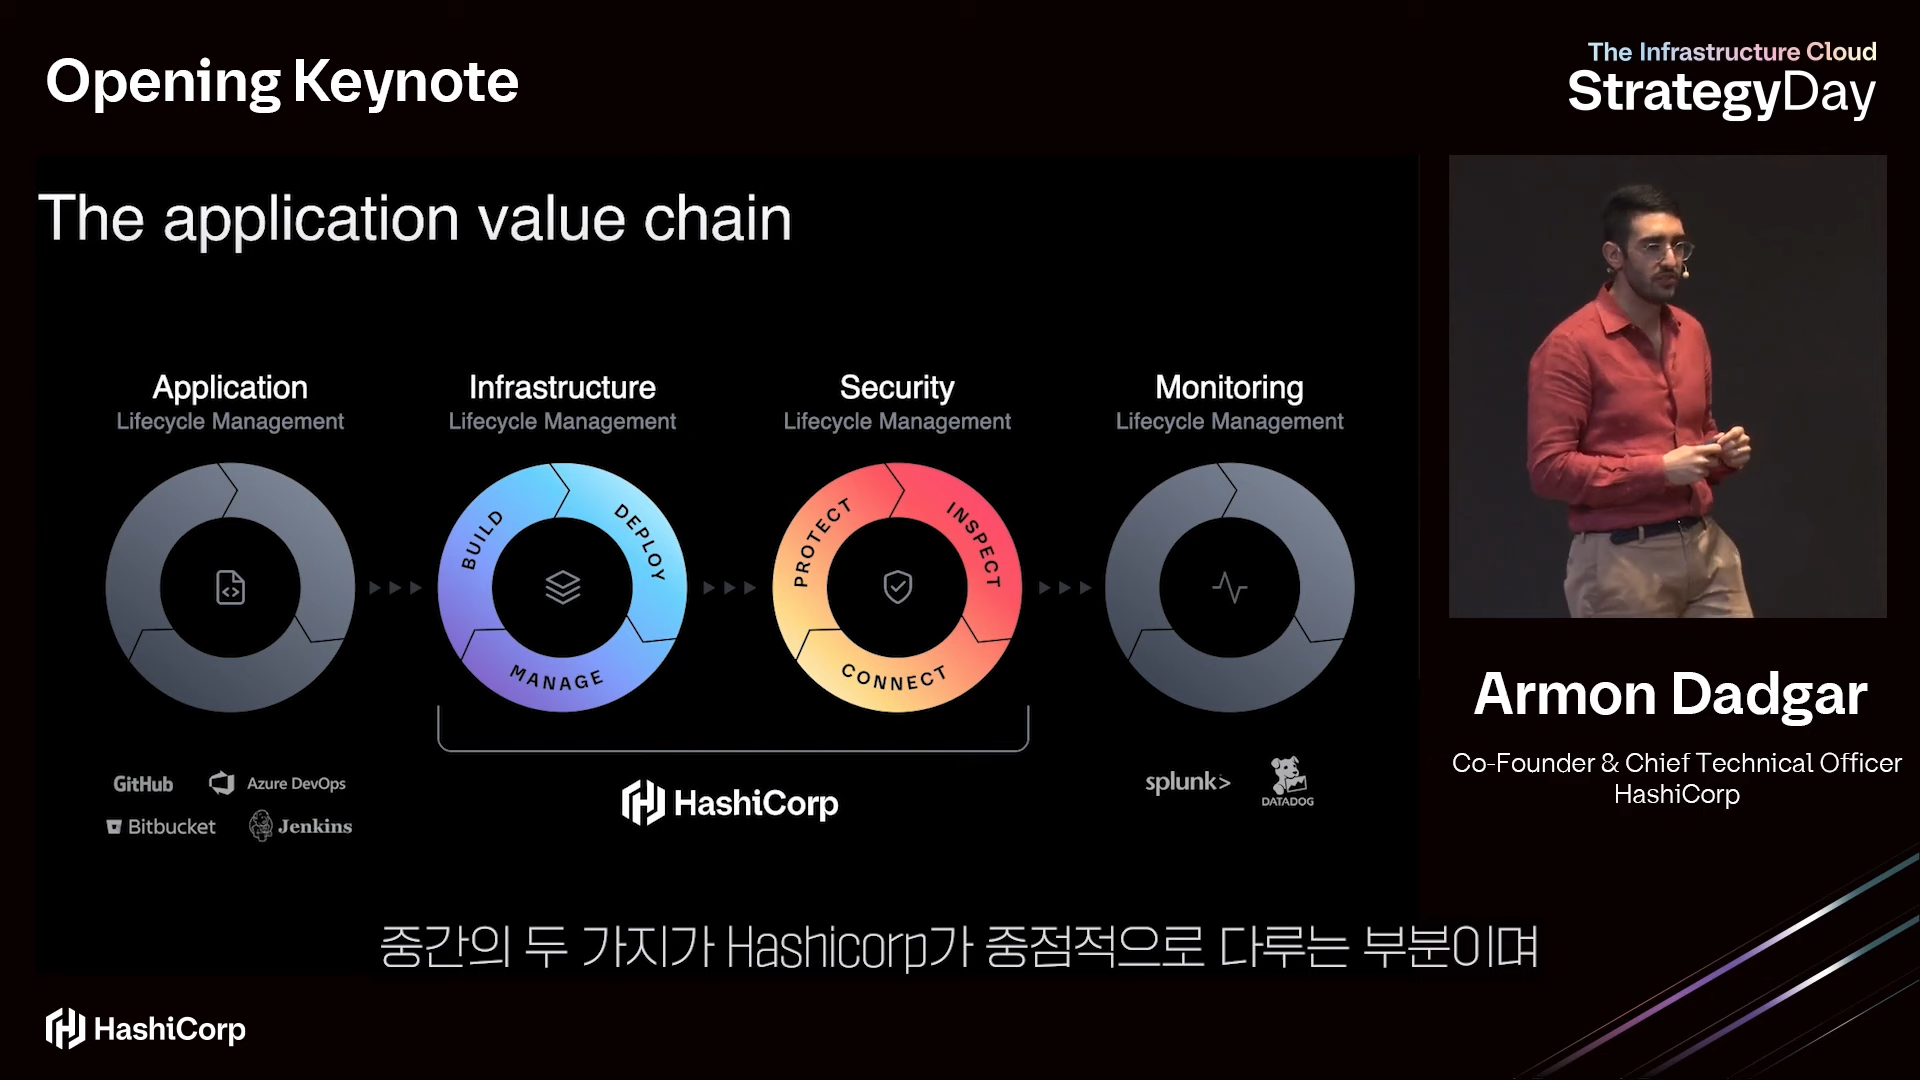 Opening Keynote
The Infrastructure Cloud
StrategyDay
The application value chain
Application
Lifecycle Management
Infrastructure
Lifecycle Management
Security
Lifecycle Management
Monitoring
Lifecycle Management
BUILD
DEPLOY
MANAGE
PROTECT
INSPECT
CONNECT
GitHub
Azure DevOps
Bitbucket
Jenkins
HashiCorp
splunk>
DATADOG
Armon Dadgar
Co-Founder & Chief Technical Officer
HashiCorp
중간의 두 가지가 Hashicorp가 중점적으로 다루는 부분이며
HashiCorp